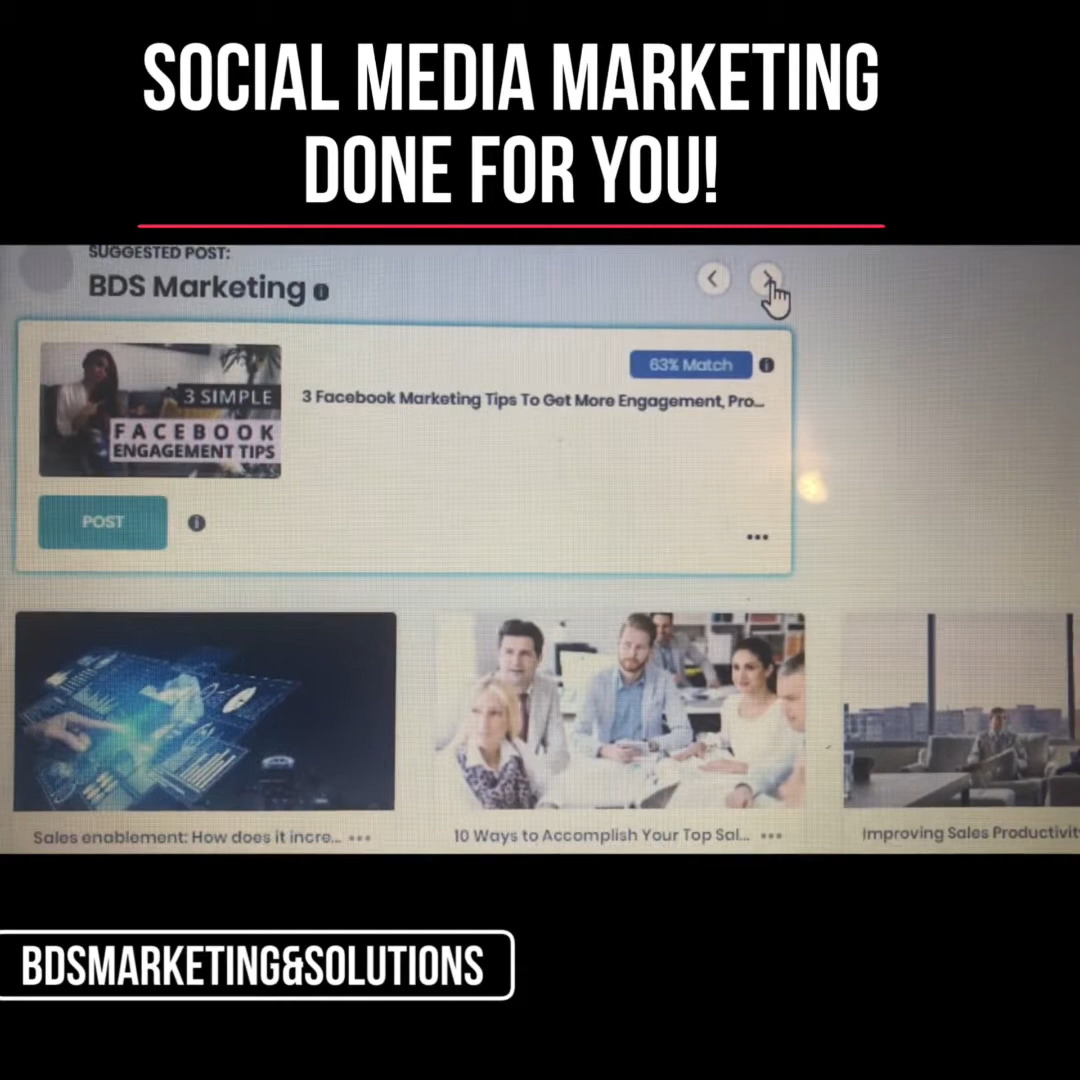 SOCIAL MEDIA MARKETING
DONE FOR YOU!
SUGGESTED POST:
BDS Marketing
63% Match
3 Facebook Marketing Tips To Get More Engagement, Pro...
3 SIMPLE
FACEBOOK
ENGAGEMENT TIPS
POST
Sales enablement: How does it incre...
10 Ways to Accomplish Your Top Sal...
Improving Sales Productivit
BDSMARKETING&SOLUTIONS